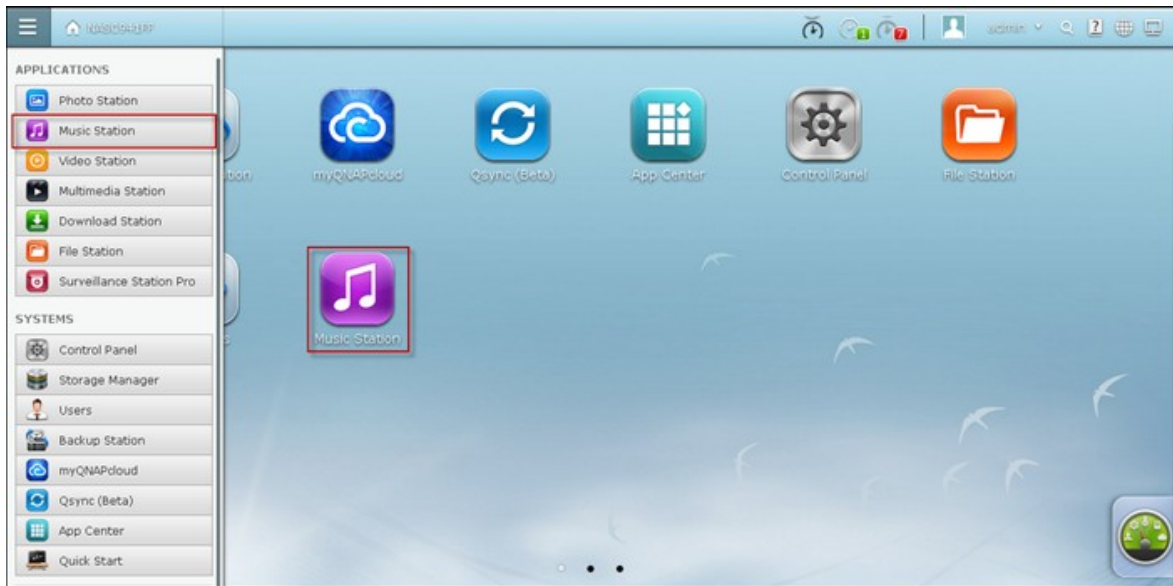 admin
1
7
APPLICATIONS
Photo Station
Music Station
Video Station
Multimedia Station
Download Station
File Station
Surveillance Station Pro
SYSTEMS
Control Panel
Storage Manager
Users
Backup Station
myQNAPcloud
Qsync (Beta)
App Center
Quick Start
myQNAPcloud
Qsync (Beta)
App Center
Control Panel
File Station
Music Station